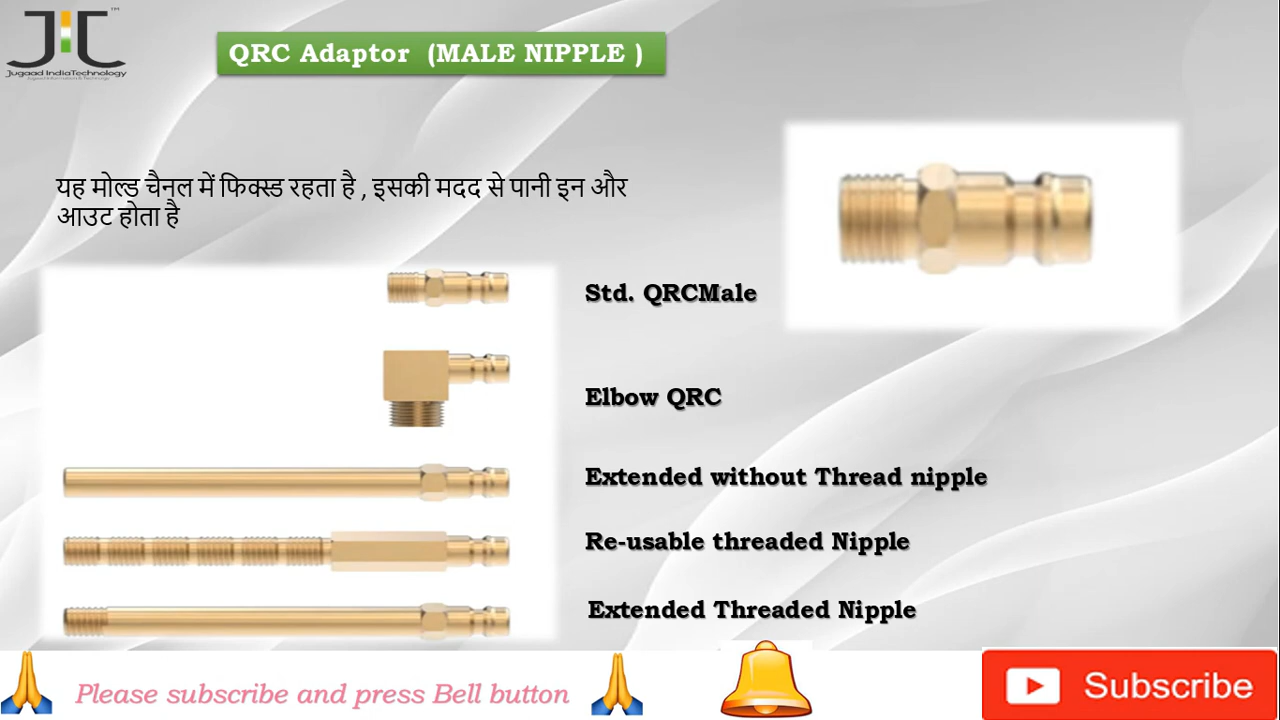 JIC™
Jugaad IndiaTechnology
QRC Adaptor (MALE NIPPLE )
यह मोल्ड चैनल में फिक्स्ड रहता है , इसकी मदद से पानी इन और
आउट होता है
Std. QRCMale
Elbow QRC
Extended without Thread nipple
Re-usable threaded Nipple
Extended Threaded Nipple
Please subscribe and press Bell button
Subscribe